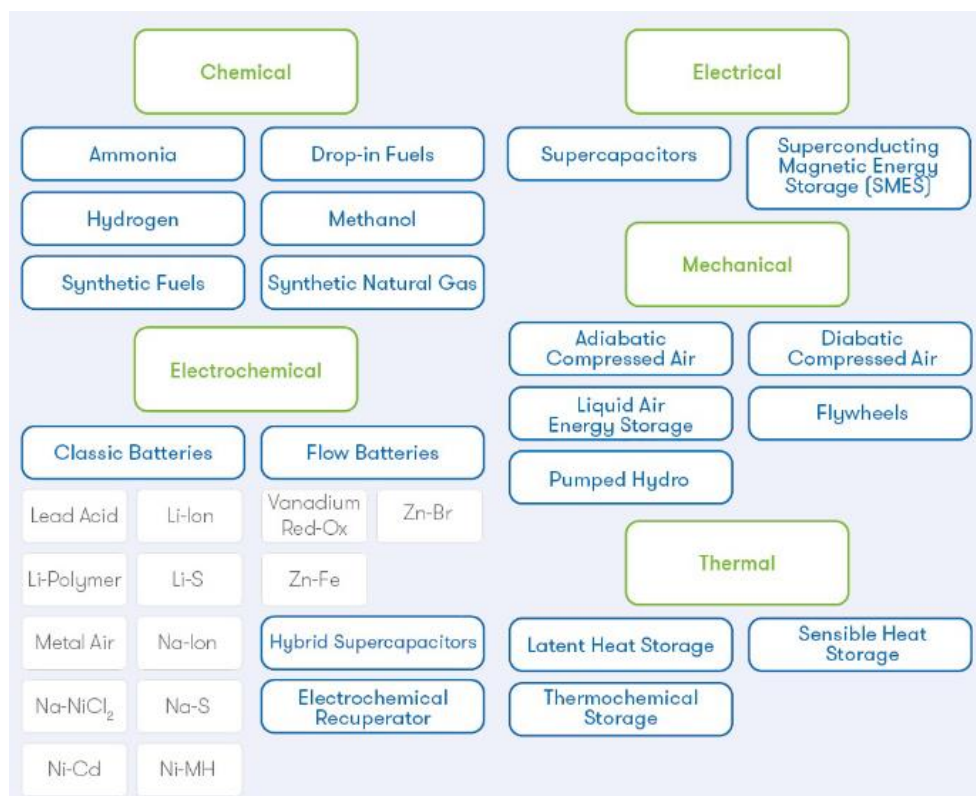 Chemical
Ammonia
Drop-in Fuels
Hydrogen
Methanol
Synthetic Fuels
Synthetic Natural Gas
Electrochemical
Classic Batteries
Flow Batteries
Lead Acid
Li-Ion
Vanadium
Red-Ox
Zn-Br
Li-Polymer
Li-S
Zn-Fe
Metal Air
Na-Ion
Hybrid Supercapacitors
Na-NiCl₂
Na-S
Electrochemical
Recuperator
Ni-Cd
Ni-MH
Electrical
Supercapacitors
Superconducting
Magnetic Energy
Storage (SMES)
Mechanical
Adiabatic
Compressed Air
Diabatic
Compressed Air
Liquid Air
Energy Storage
Flywheels
Pumped Hydro
Thermal
Latent Heat Storage
Sensible Heat
Storage
Thermochemical
Storage